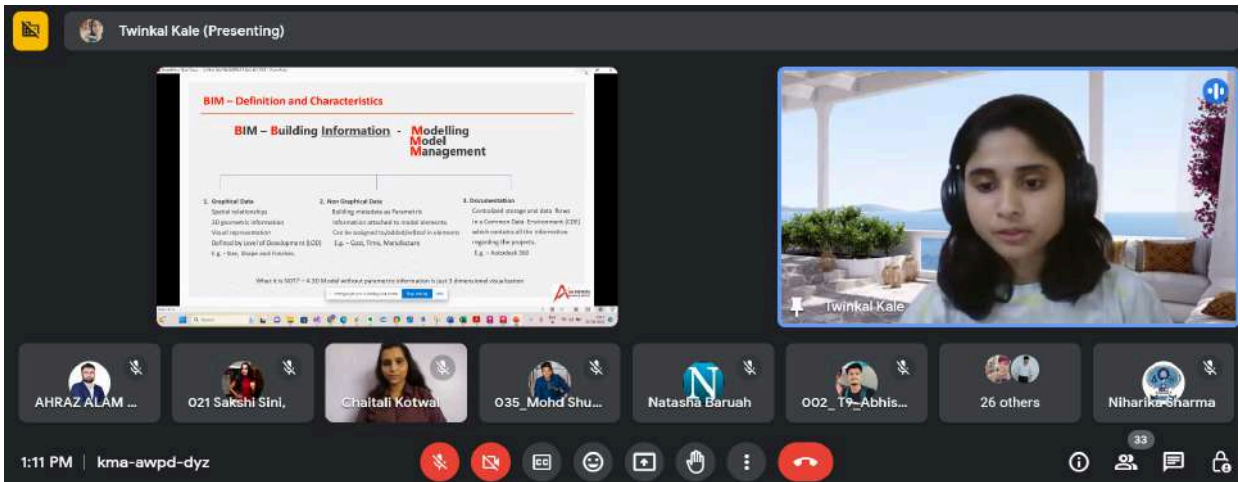 Twinkal Kale (Presenting)
BIM – Definition and Characteristics
BIM – Building Information - Modelling
Model
Management
1. Graphical Data
Spatial relationships
3D geometric information
Visual representation
Defined by Level of Development (LOD)
E.g. – Size, Shape and Finishes.
2. Non Graphical Data
Building metadata as Parametric
Information attached to model elements.
Can be assigned to/added/edited in elements
E.g. – Cost, Time, Manufacture
3. Documentation
Centralised storage and data flows
in a Common Data Environment (CDE)
which contains all the information
regarding the projects.
E.g. – Autodesk 360
What it is NOT? – A 3D Model without parametric information is just 3 dimensional visualisation
Twinkal Kale
AHRAZ ALAM ...
021 Sakshi Sini,
Chaitali Kotwal
035_Mohd Shu...
N
Natasha Baruah
002_T9_Abhis...
26 others
Niharika Sharma
1:11 PM | kma-awpd-dyz
CC
33